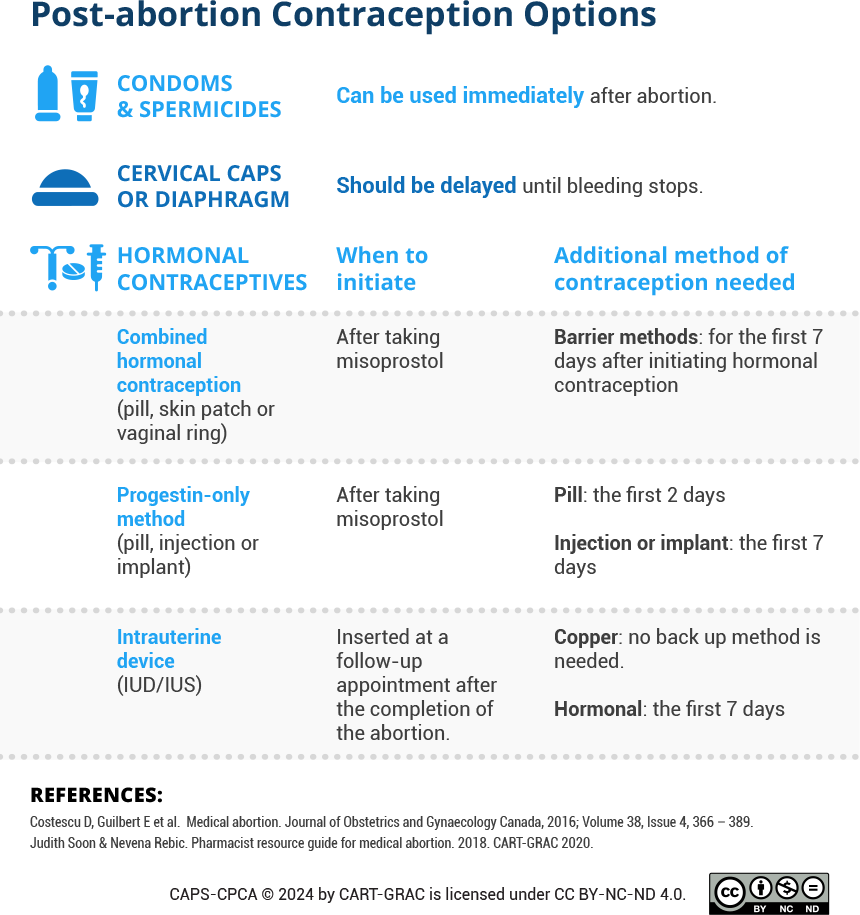 Post-abortion Contraception Options
CONDOMS
& SPERMICIDES
Can be used immediately after abortion.
CERVICAL CAPS
OR DIAPHRAGM
Should be delayed until bleeding stops.
HORMONAL
CONTRACEPTIVES
When to
initiate
Additional method of
contraception needed
Combined
hormonal
contraception
(pill, skin patch or
vaginal ring)
After taking
misoprostol
Barrier methods: for the first 7
days after initiating hormonal
contraception
Progestin-only
method
(pill, injection or
implant)
After taking
misoprostol
Pill: the first 2 days
Injection or implant: the first 7
days
Intrauterine
device
(IUD/IUS)
Inserted at a
follow-up
appointment after
the completion of
the abortion.
Copper: no back up method is
needed.
Hormonal: the first 7 days
REFERENCES:
Costescu D, Guilbert E et al.  Medical abortion. Journal of Obstetrics and Gynaecology Canada, 2016; Volume 38, Issue 4, 366 – 389.
Judith Soon & Nevena Rebic. Pharmacist resource guide for medical abortion. 2018. CART-GRAC 2020.
CAPS-CPCA © 2024 by CART-GRAC is licensed under CC BY-NC-ND 4.0.
cc
BY NC ND